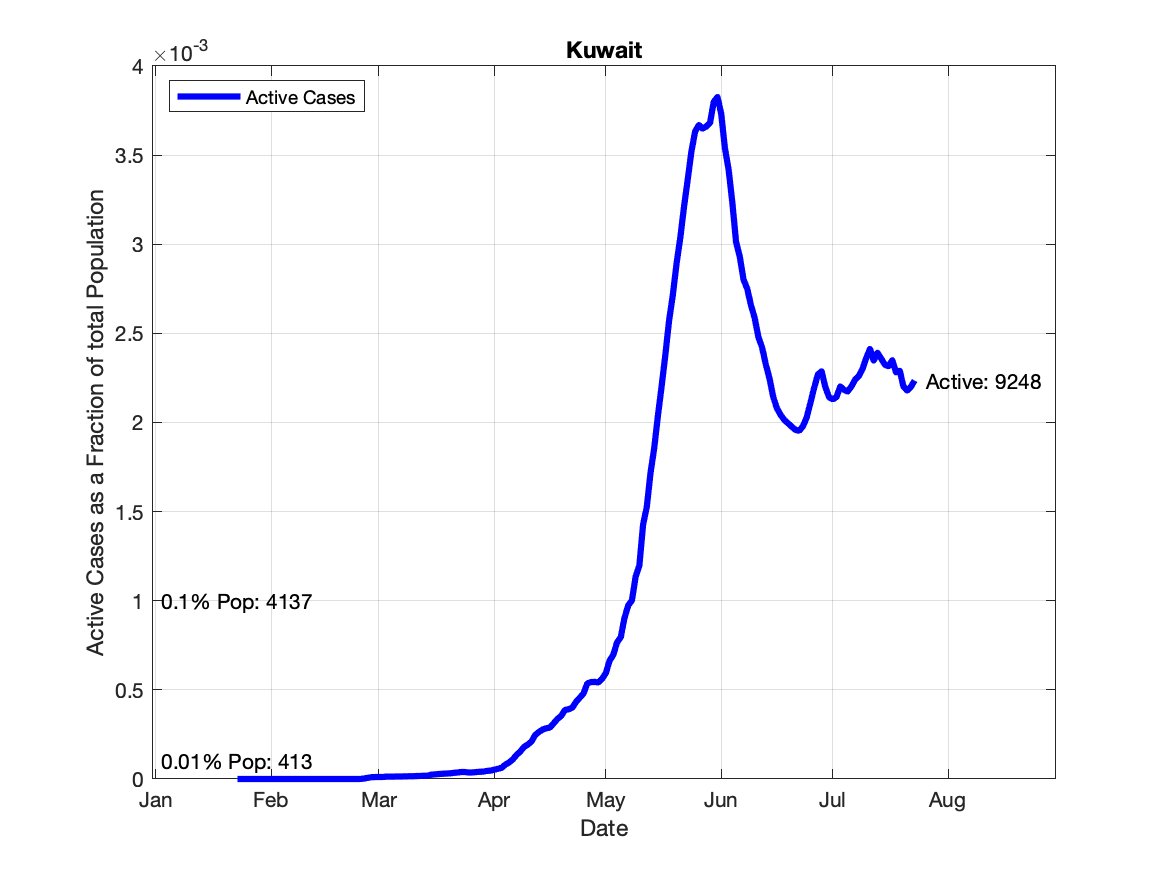 Kuwait
×10-3
4
3.5
3
2.5
2
1.5
1
0.5
0
Active Cases as a Fraction of total Population
Active Cases
Active: 9248
0.1% Pop: 4137
0.01% Pop: 413
Jan Feb Mar Apr May Jun Jul Aug
Date